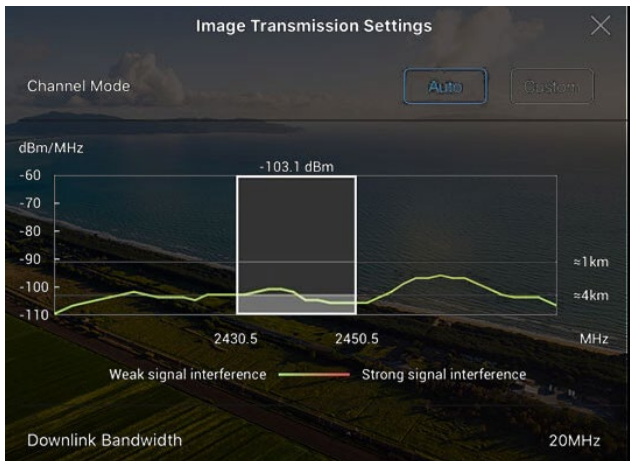 Image Transmission Settings
Channel Mode
Auto
Custom
dBm/MHz
-103.1 dBm
-60
-70
-80
-90
≈1km
-100
≈4km
-110
2430.5
2450.5
MHz
Weak signal interference
Strong signal interference
Downlink Bandwidth
20MHz